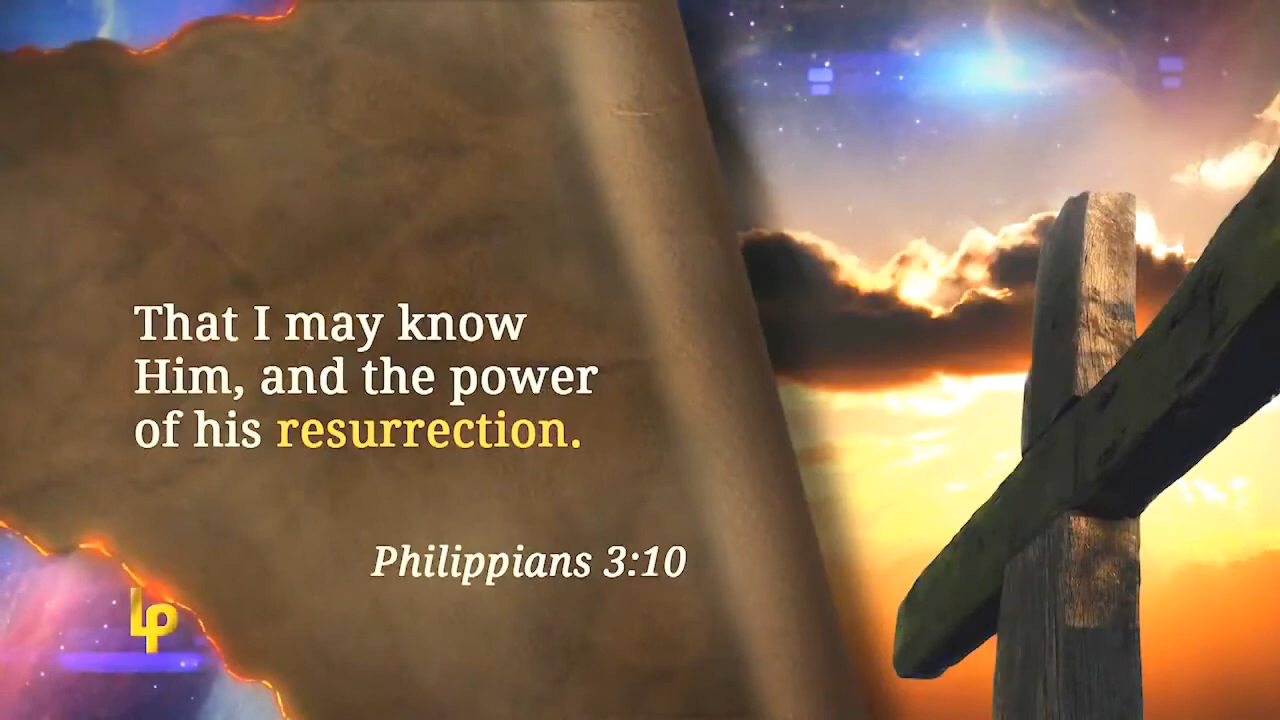 That I may know
Him, and the power
of his resurrection.
Philippians 3:10
LP